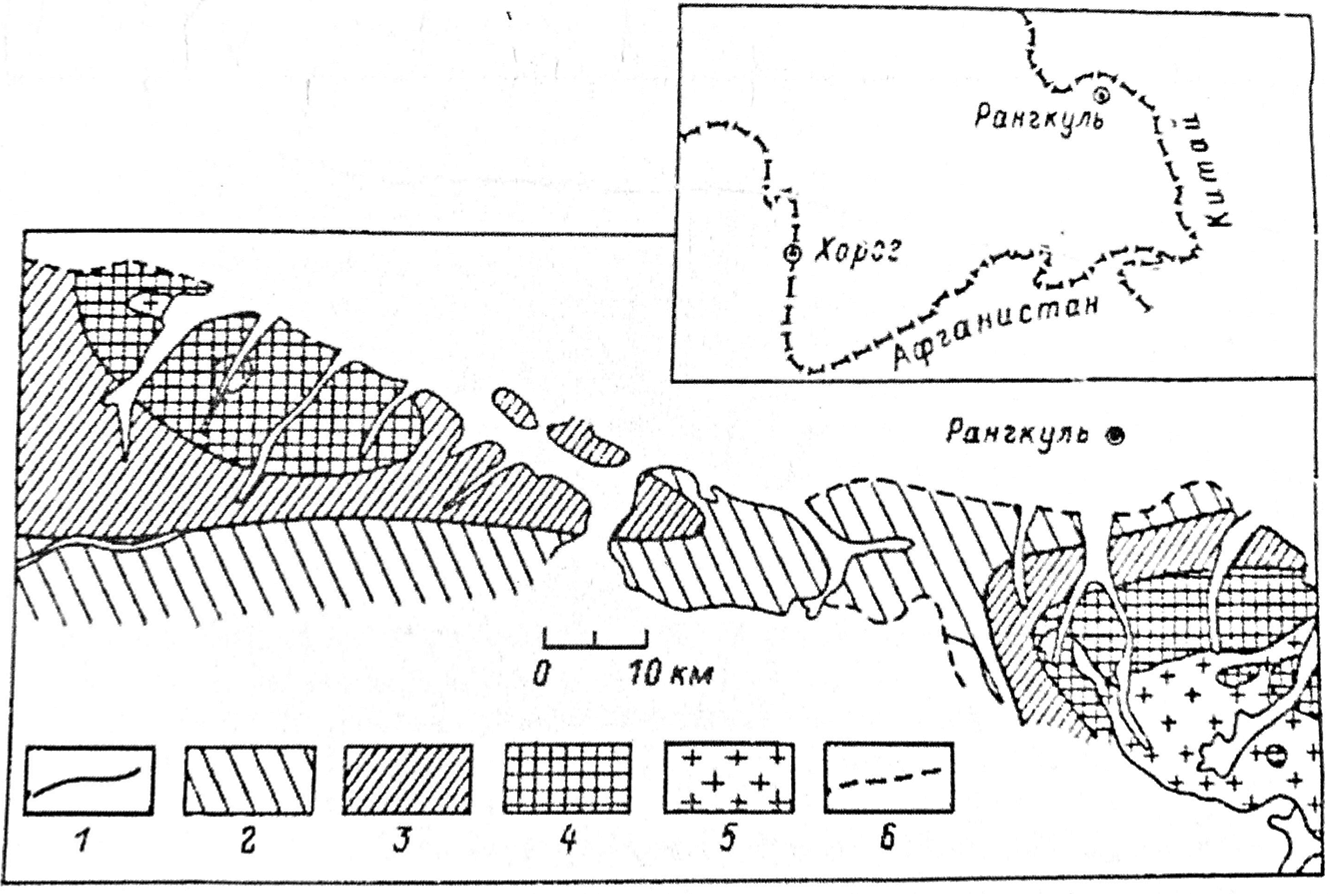 Рангкуль
Китай
Хорог
Афганистан
Рангкуль
0 10 км
1 2 3 4 5 6